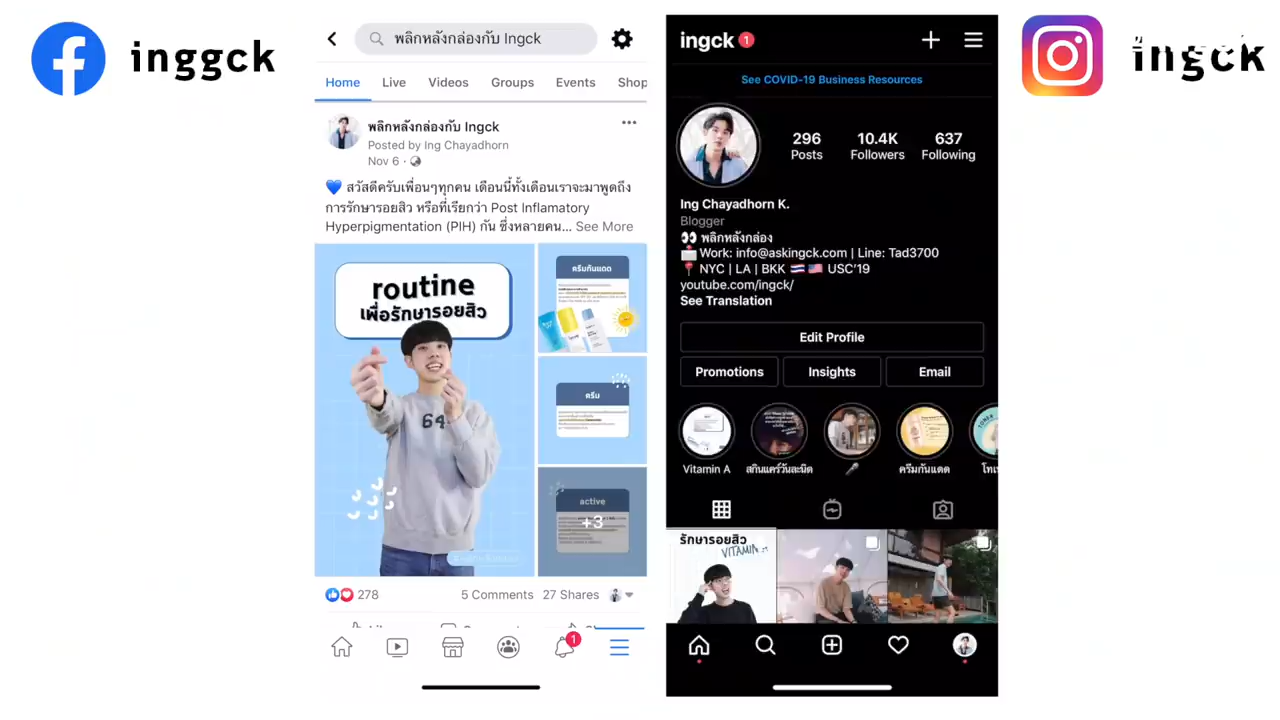 inggck
พลิกหลังกล่องกับ Ingck
Home Live Videos Groups Events Shop
พลิกหลังกล่องกับ Ingck
Posted by Ing Chayadhorn
Nov 6 ·
💙 สวัสดีครับเพื่อนๆทุกคน เดือนนี้ทั้งเดือนเราจะมาพูดถึง
การรักษารอยสิว หรือที่เรียกว่า Post Inflamatory
Hyperpigmentation (PIH) กัน ซึ่งหลายคน... See More
routine
เพื่อรักษารอยสิว
64
ครีมกันแดด
ครีม
active
+3
278
5 Comments 27 Shares
1
ingck 1
See COVID-19 Business Resources
296 10.4K 637
Posts Followers Following
Ing Chayadhorn K.
Blogger
👀 พลิกหลังกล่อง
📩 Work: info@askingck.com | Line: Tad3700
📍 NYC | LA | BKK 🇹🇭🇺🇸 USC'19
youtube.com/ingck/
See Translation
Edit Profile
Promotions Insights Email
Vitamin A สกินแคร์วันละนิด 🎤 ครีมกันแดด
รักษารอยสิว
VITAMIN
ingck